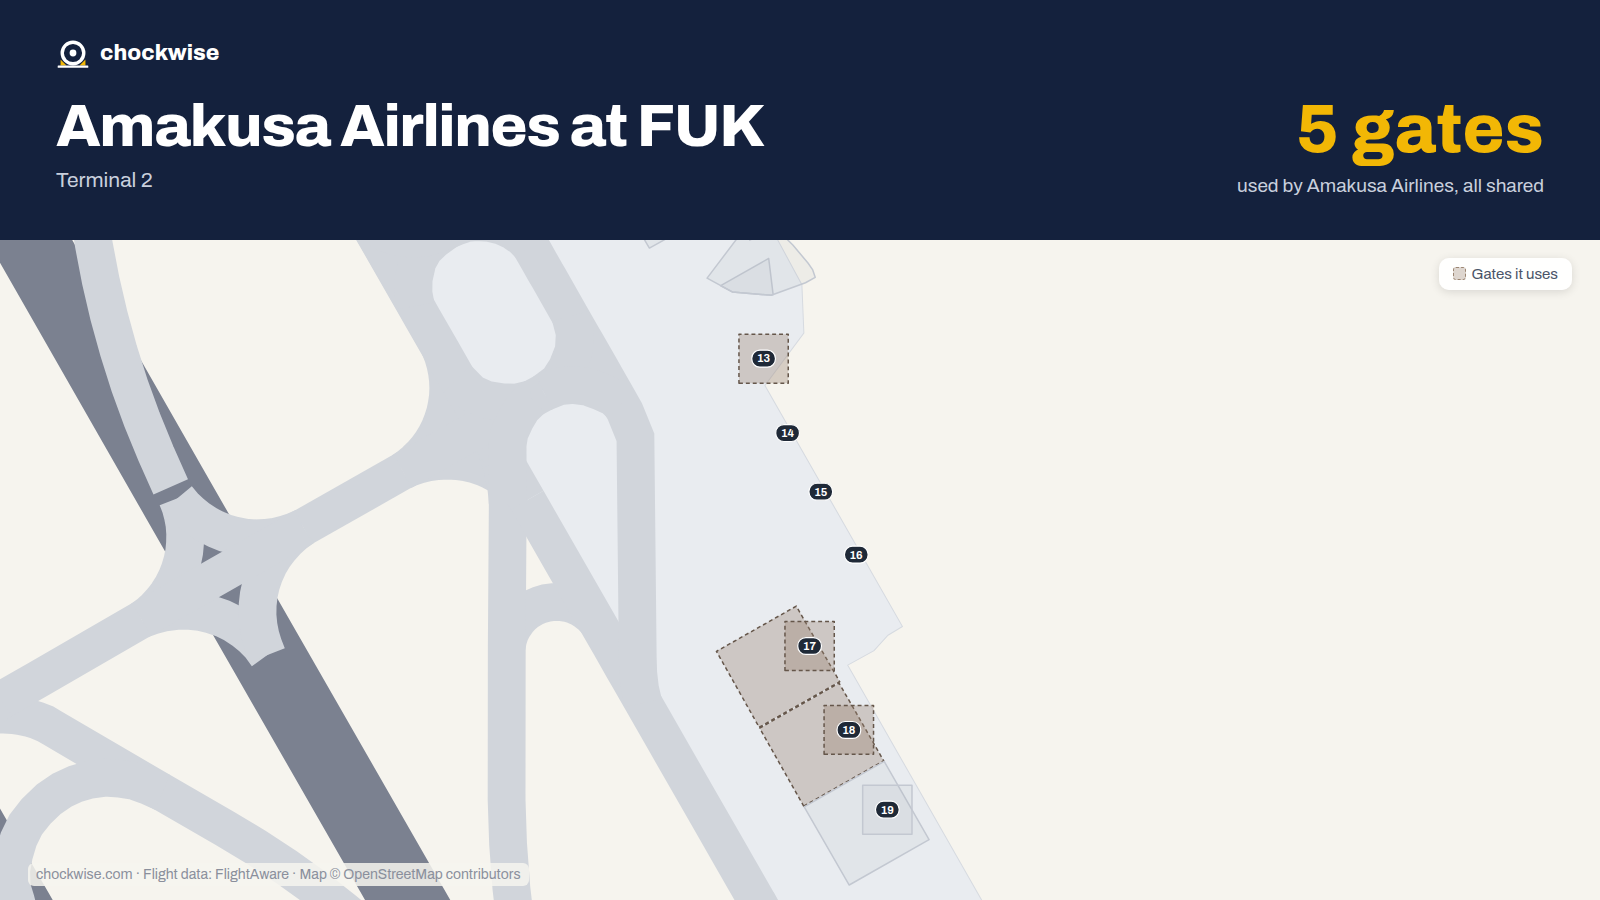 chockwise
Amakusa Airlines at FUK
Terminal 2
5 gates
used by Amakusa Airlines, all shared
Gates it uses
13
14
15
16
17
18
19
chockwise.com · Flight data: FlightAware · Map © OpenStreetMap contributors